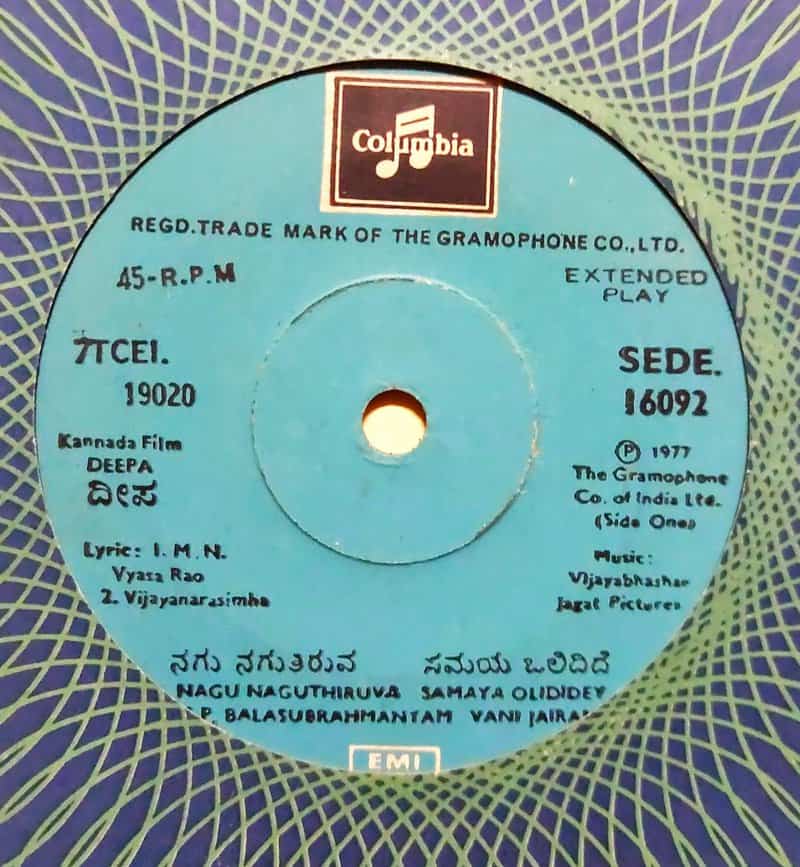 Columbia
REGD.TRADE MARK OF THE GRAMOPHONE CO.,LTD.
45-R.P.M
EXTENDED
PLAY
7TCEI.
19020
SEDE.
16092
Kannada Film
DEEPA
ದೀಪ
Ⓟ 1977
The Gramophone
Co. of India Ltd.
(Side One)
Lyric: 1. M. N.
Vyasa Rao
2. Vijayanarasimha
Music:
Vijayabhaskar
Jagat Pictures
ನಗು ನಗುತಿರುವ ಸಮಯ ಒಲಿದಿದೆ
NAGU NAGUTHIRUVA SAMAYA OLIDIDEY
S.P. BALASUBRAHMANYAM VANI JAIRAM
EMI